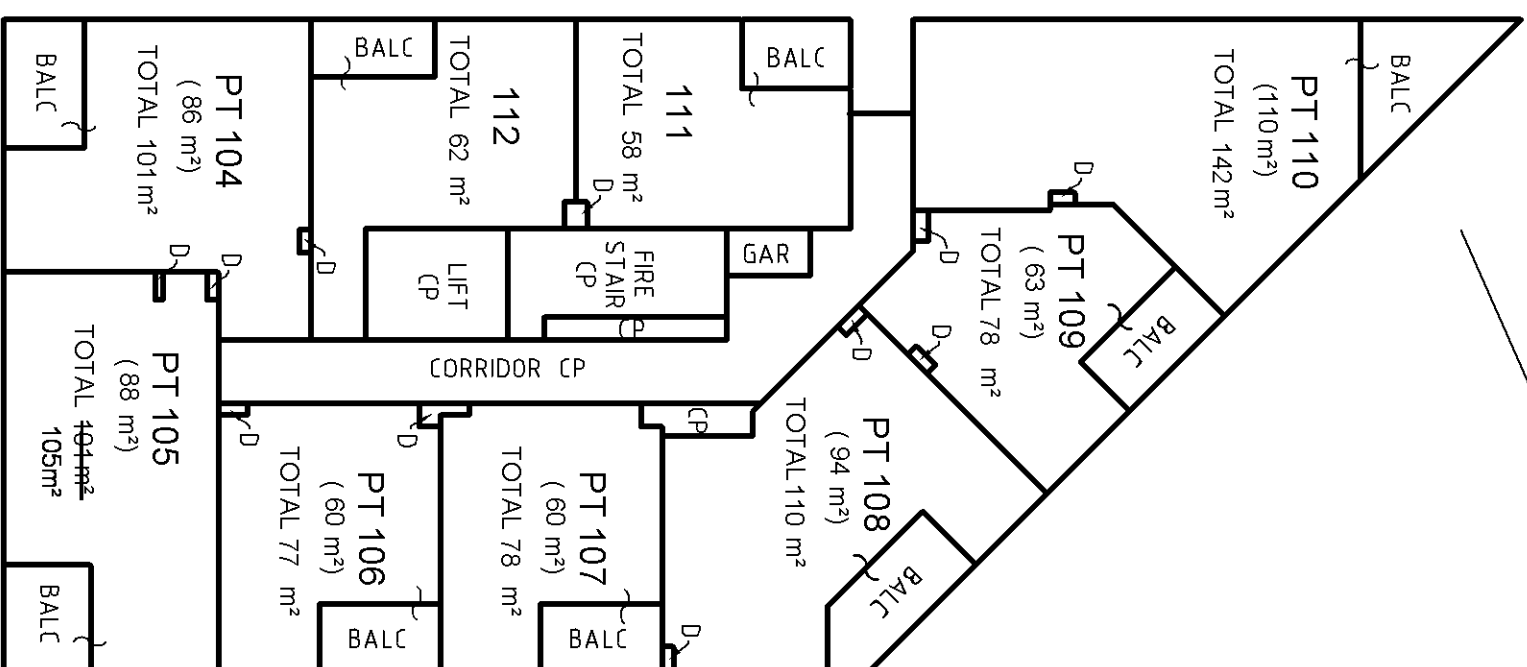 BALC
PT 104
( 86 m²)
TOTAL 101m²
BALC
112
TOTAL 62 m²
111
TOTAL 58 m²
BALC
PT 110
(110m²)
TOTAL 142m²
BALC
D
D
D
D
D
D
LIFT
CP
FIRE
STAIR
CP
CP
GAR
PT 109
( 63 m²)
TOTAL 78 m²
BALC
D
D
D
CORRIDOR CP
PT 105
( 88 m²)
TOTAL 101m²
105m²
BALC
D
D
CP
PT 106
( 60 m²)
TOTAL 77 m²
BALC
PT 107
( 60 m²)
TOTAL 78 m²
BALC
PT 108
( 94 m²)
TOTAL 110 m²
BALC
D